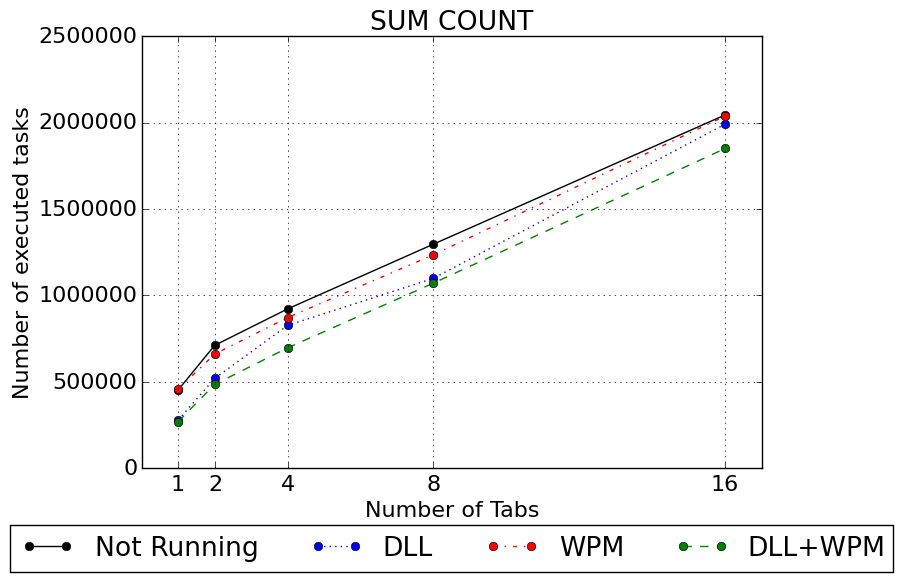 SUM COUNT
2500000
2000000
1500000
1000000
500000
0
Number of executed tasks
1 2 4 8 16
Number of Tabs
Not Running DLL WPM DLL+WPM